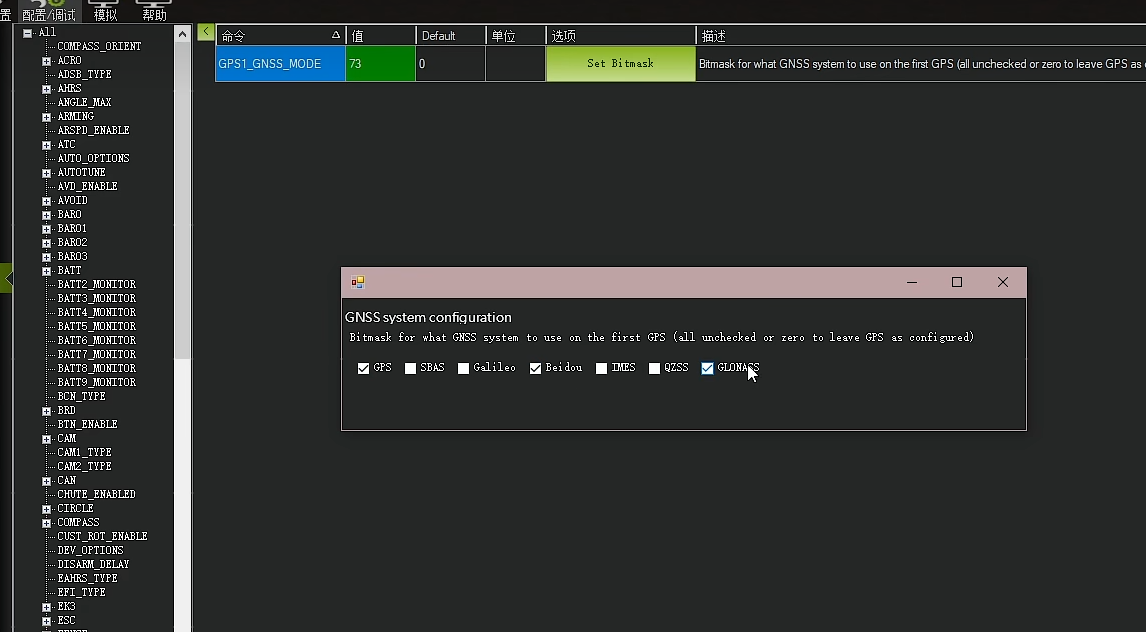 置 配置/调试 模拟 帮助
All
COMPASS_ORIENT
ACRO
ADSB_TYPE
AHRS
ANGLE_MAX
ARMING
ARSPD_ENABLE
ATC
AUTO_OPTIONS
AUTOTUNE
AVD_ENABLE
AVOID
BARO
BARO1
BARO2
BARO3
BATT
BATT2_MONITOR
BATT3_MONITOR
BATT4_MONITOR
BATT5_MONITOR
BATT6_MONITOR
BATT7_MONITOR
BATT8_MONITOR
BATT9_MONITOR
BCN_TYPE
BRD
BTN_ENABLE
CAM
CAM1_TYPE
CAM2_TYPE
CAN
CHUTE_ENABLED
CIRCLE
COMPASS
CUST_ROT_ENABLE
DEV_OPTIONS
DISARM_DELAY
EAHRS_TYPE
EFI_TYPE
EK3
ESC
命令 值 Default 单位 选项 描述
GPS1_GNSS_MODE 73 0 Set Bitmask Bitmask for what GNSS system to use on the first GPS (all unchecked or zero to leave GPS as
GNSS system configuration
Bitmask for what GNSS system to use on the first GPS (all unchecked or zero to leave GPS as configured)
GPS SBAS Galileo Beidou IMES QZSS GLONASS